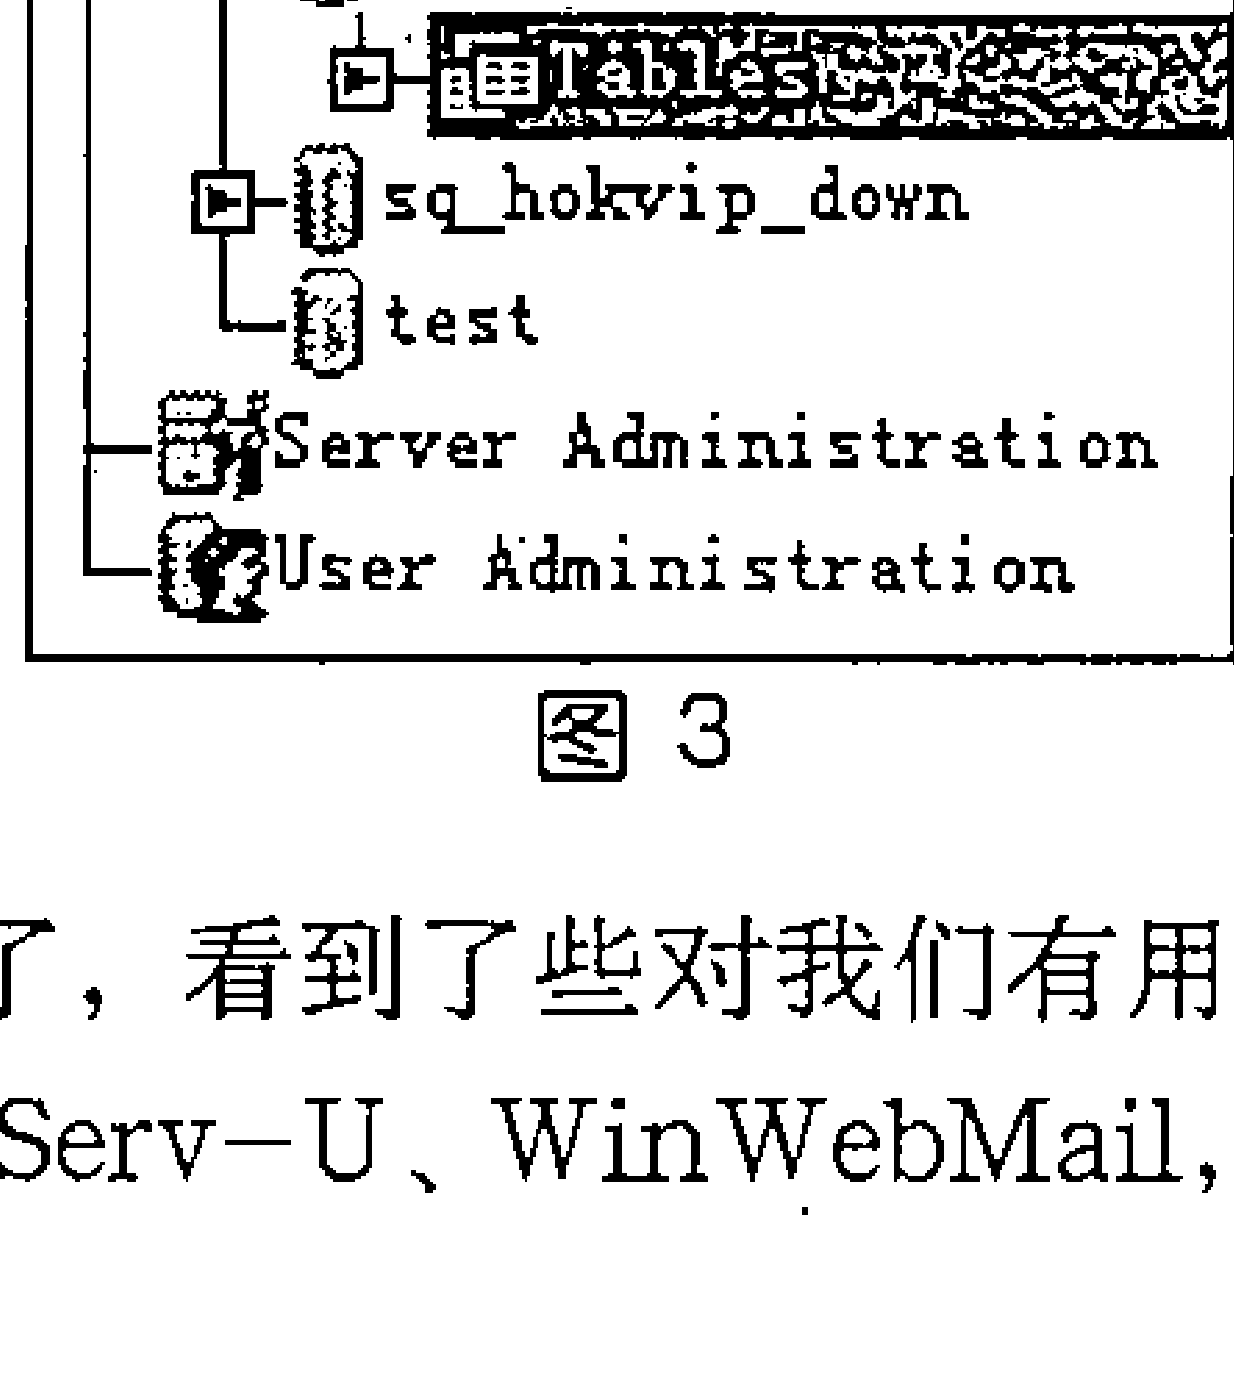 Tables
sq_hokvip_down
test
Server Administration
User Administration
图 3
了，看到了些对我们有用
Serv-U、WinWebMail,